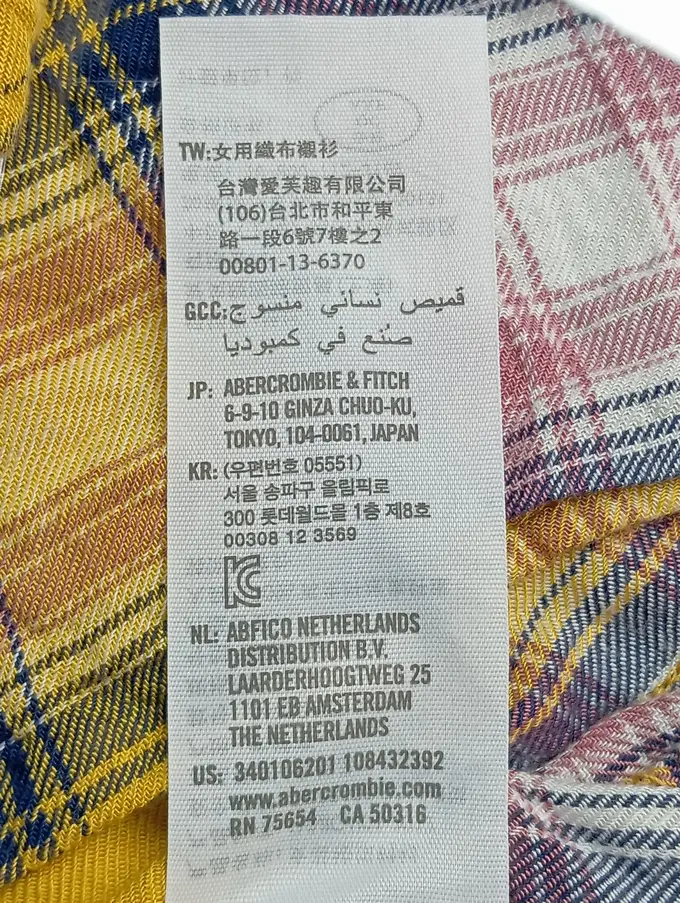 TW:女用織布襯衫
台灣愛芙趣有限公司
(106)台北市和平東
路一段6號7樓之2
00801-13-6370
GCC: قميص نسائي منسوج
صُنع في كمبوديا
JP: ABERCROMBIE & FITCH
6-9-10 GINZA CHUO-KU,
TOKYO, 104-0061, JAPAN
KR: (우편번호 05551)
서울 송파구 올림픽로
300 롯데월드몰 1층 제8호
00308 12 3569
KC
NL: ABFICO NETHERLANDS
DISTRIBUTION B.V.
LAARDERHOOGTWEG 25
1101 EB AMSTERDAM
THE NETHERLANDS
US: 340106201 108432392
www.abercrombie.com
RN 75654 CA 50316